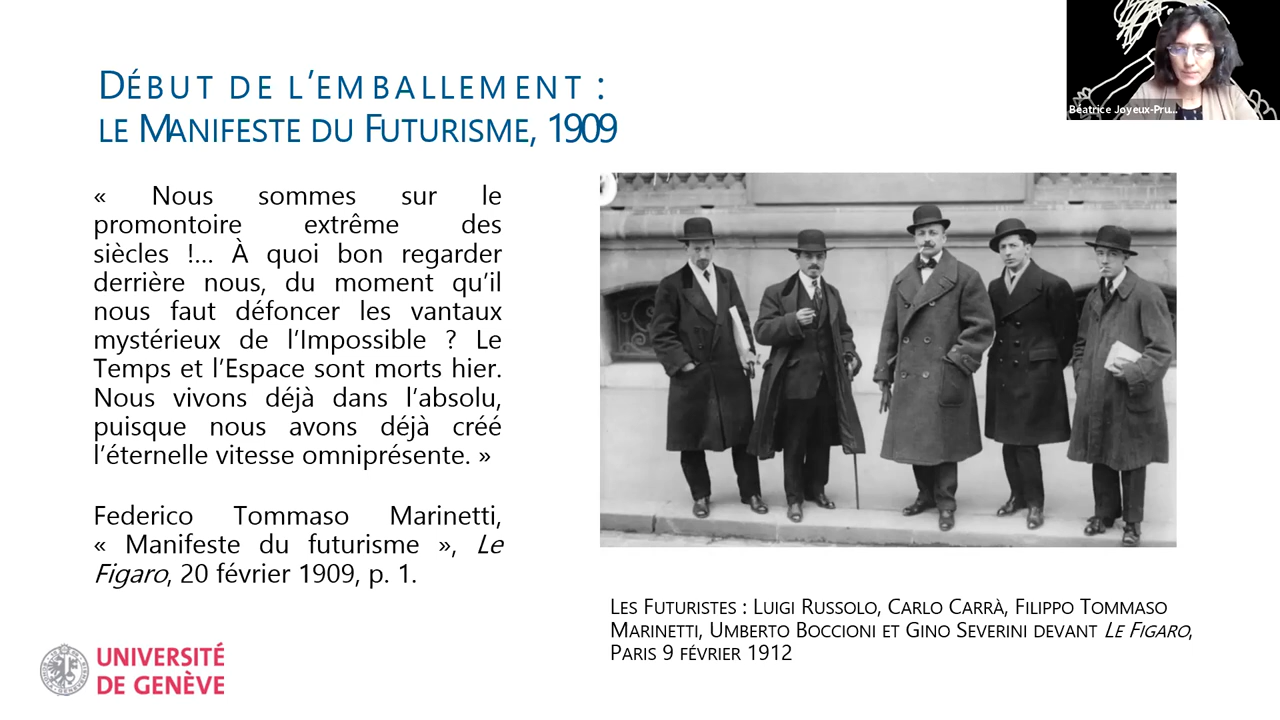 DÉBUT DE L'EMBALLEMENT :
LE MANIFESTE DU FUTURISME, 1909
Béatrice Joyeux-Pru...
« Nous sommes sur le
promontoire extrême des
siècles !... À quoi bon regarder
derrière nous, du moment qu'il
nous faut défoncer les vantaux
mystérieux de l'Impossible ? Le
Temps et l'Espace sont morts hier.
Nous vivons déjà dans l'absolu,
puisque nous avons déjà créé
l'éternelle vitesse omniprésente. »
Federico Tommaso Marinetti,
« Manifeste du futurisme », Le
Figaro, 20 février 1909, p. 1.
LES FUTURISTES : LUIGI RUSSOLO, CARLO CARRÀ, FILIPPO TOMMASO
MARINETTI, UMBERTO BOCCIONI ET GINO SEVERINI DEVANT LE FIGARO,
PARIS 9 FÉVRIER 1912
UNIVERSITÉ
DE GENÈVE